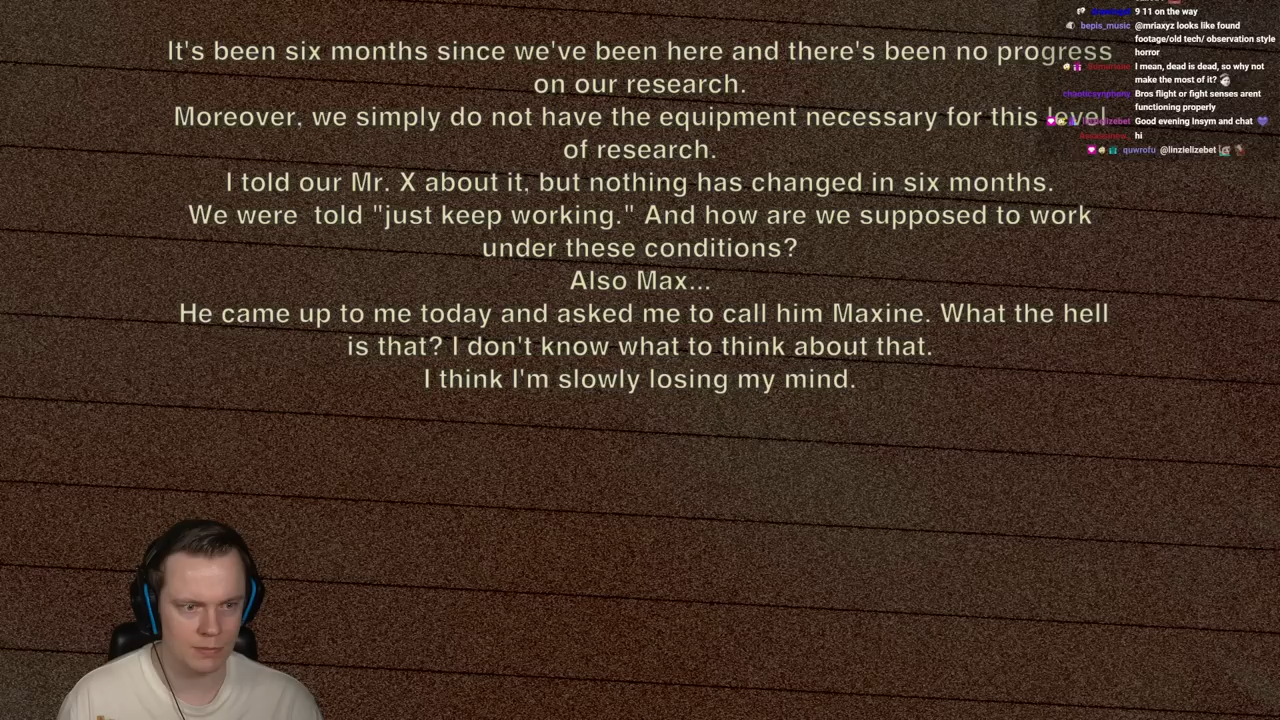 It's been six months since we've been here and there's been no progress
on our research.
Moreover, we simply do not have the equipment necessary for this level
of research.
I told our Mr. X about it, but nothing has changed in six months.
We were  told "just keep working." And how are we supposed to work
under these conditions?
Also Max...
He came up to me today and asked me to call him Maxine. What the hell
is that? I don't know what to think about that.
I think I'm slowly losing my mind.
9 11 on the way
bepis_music @mriaxyz looks like found
footage/old tech/ observation style
horror
I mean, dead is dead, so why not
make the most of it?
chaoticsynphony Bros flight or fight senses arent
functioning properly
linzielizebet Good evening Insym and chat
hi
quwrofu @linzielizebet